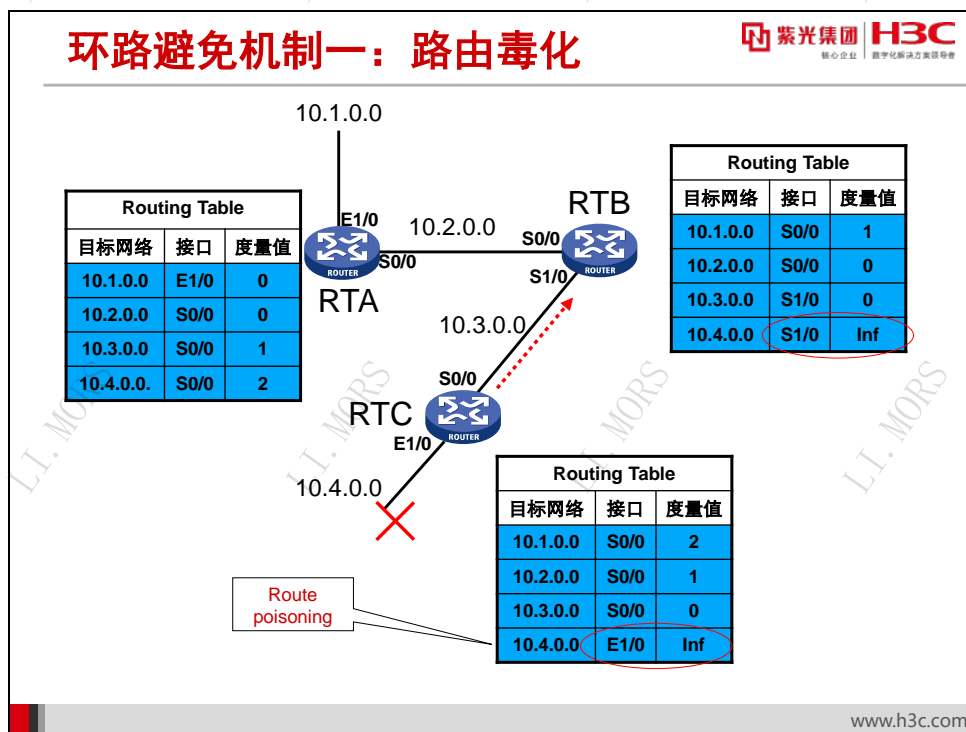 环路避免机制一：路由毒化
紫光集团 H3C
核心企业 数字化解决方案领导者
10.1.0.0
Routing Table
目标网络 接口 度量值
10.1.0.0 E1/0 0
10.2.0.0 S0/0 0
10.3.0.0 S0/0 1
10.4.0.0. S0/0 2
E1/0
ROUTER
S0/0
RTA
10.2.0.0
RTB
S0/0
ROUTER
S1/0
Routing Table
目标网络 接口 度量值
10.1.0.0 S0/0 1
10.2.0.0 S0/0 0
10.3.0.0 S1/0 0
10.4.0.0 S1/0 Inf
10.3.0.0
S0/0
RTC
ROUTER
E1/0
10.4.0.0
Routing Table
目标网络 接口 度量值
10.1.0.0 S0/0 2
10.2.0.0 S0/0 1
10.3.0.0 S0/0 0
10.4.0.0 E1/0 Inf
Route
poisoning
LI. MORS
LI. MORS
LI. MORS
LI. MORS
www.h3c.com